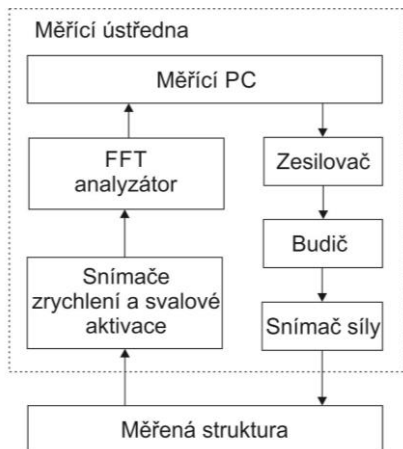 Měřící ústředna
Měřící PC
FFT
analyzátor
Snímače
zrychlení a svalové
aktivace
Zesilovač
Budič
Snímač síly
Měřená struktura